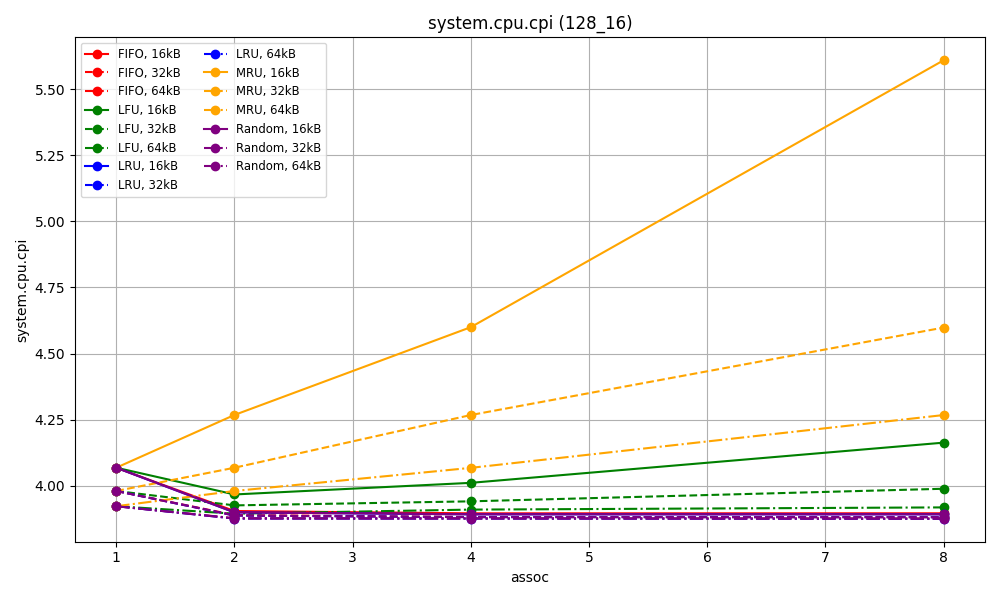 system.cpu.cpi (128_16)
FIFO, 16kB
FIFO, 32kB
FIFO, 64kB
LFU, 16kB
LFU, 32kB
LFU, 64kB
LRU, 16kB
LRU, 32kB
LRU, 64kB
MRU, 16kB
MRU, 32kB
MRU, 64kB
Random, 16kB
Random, 32kB
Random, 64kB
system.cpu.cpi
5.50
5.25
5.00
4.75
4.50
4.25
4.00
1
2
3
4
5
6
7
8
assoc